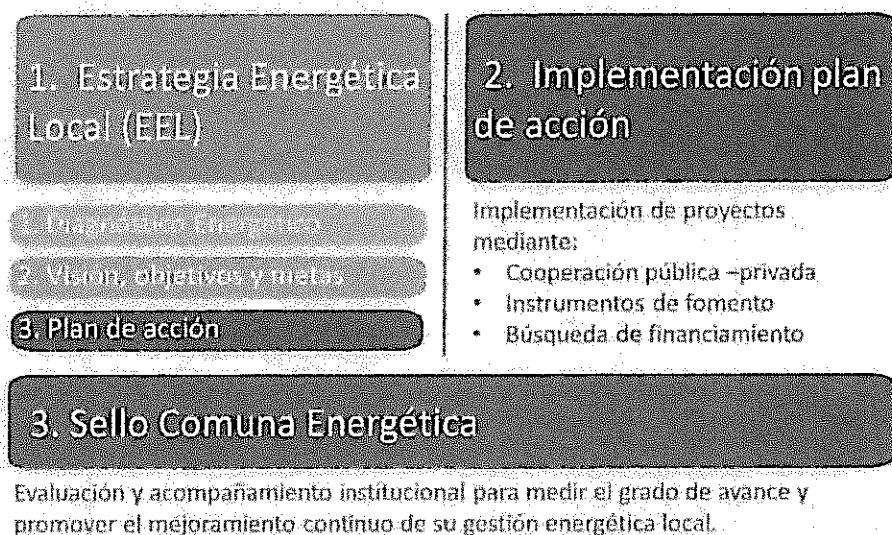 1. Estrategia Energética
Local (EEL)
1. Diagnóstico Energético
2. Visión, objetivos y metas
3. Plan de acción
2. Implementación plan
de acción
Implementación de proyectos
mediante:
• Cooperación pública –privada
• Instrumentos de fomento
• Búsqueda de financiamiento
3. Sello Comuna Energética
Evaluación y acompañamiento institucional para medir el grado de avance y
promover el mejoramiento continuo de su gestión energética local.